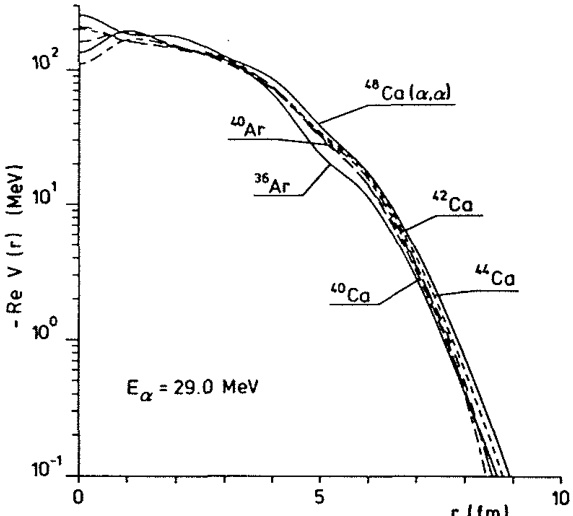 10²
10¹
10⁰
10⁻¹
-Re V (r) (MeV)
⁴⁸Ca(α,α)
⁴⁰Ar
³⁶Ar
⁴²Ca
⁴⁴Ca
⁴⁰Ca
Eα = 29.0 MeV
0
5
10
r (fm)